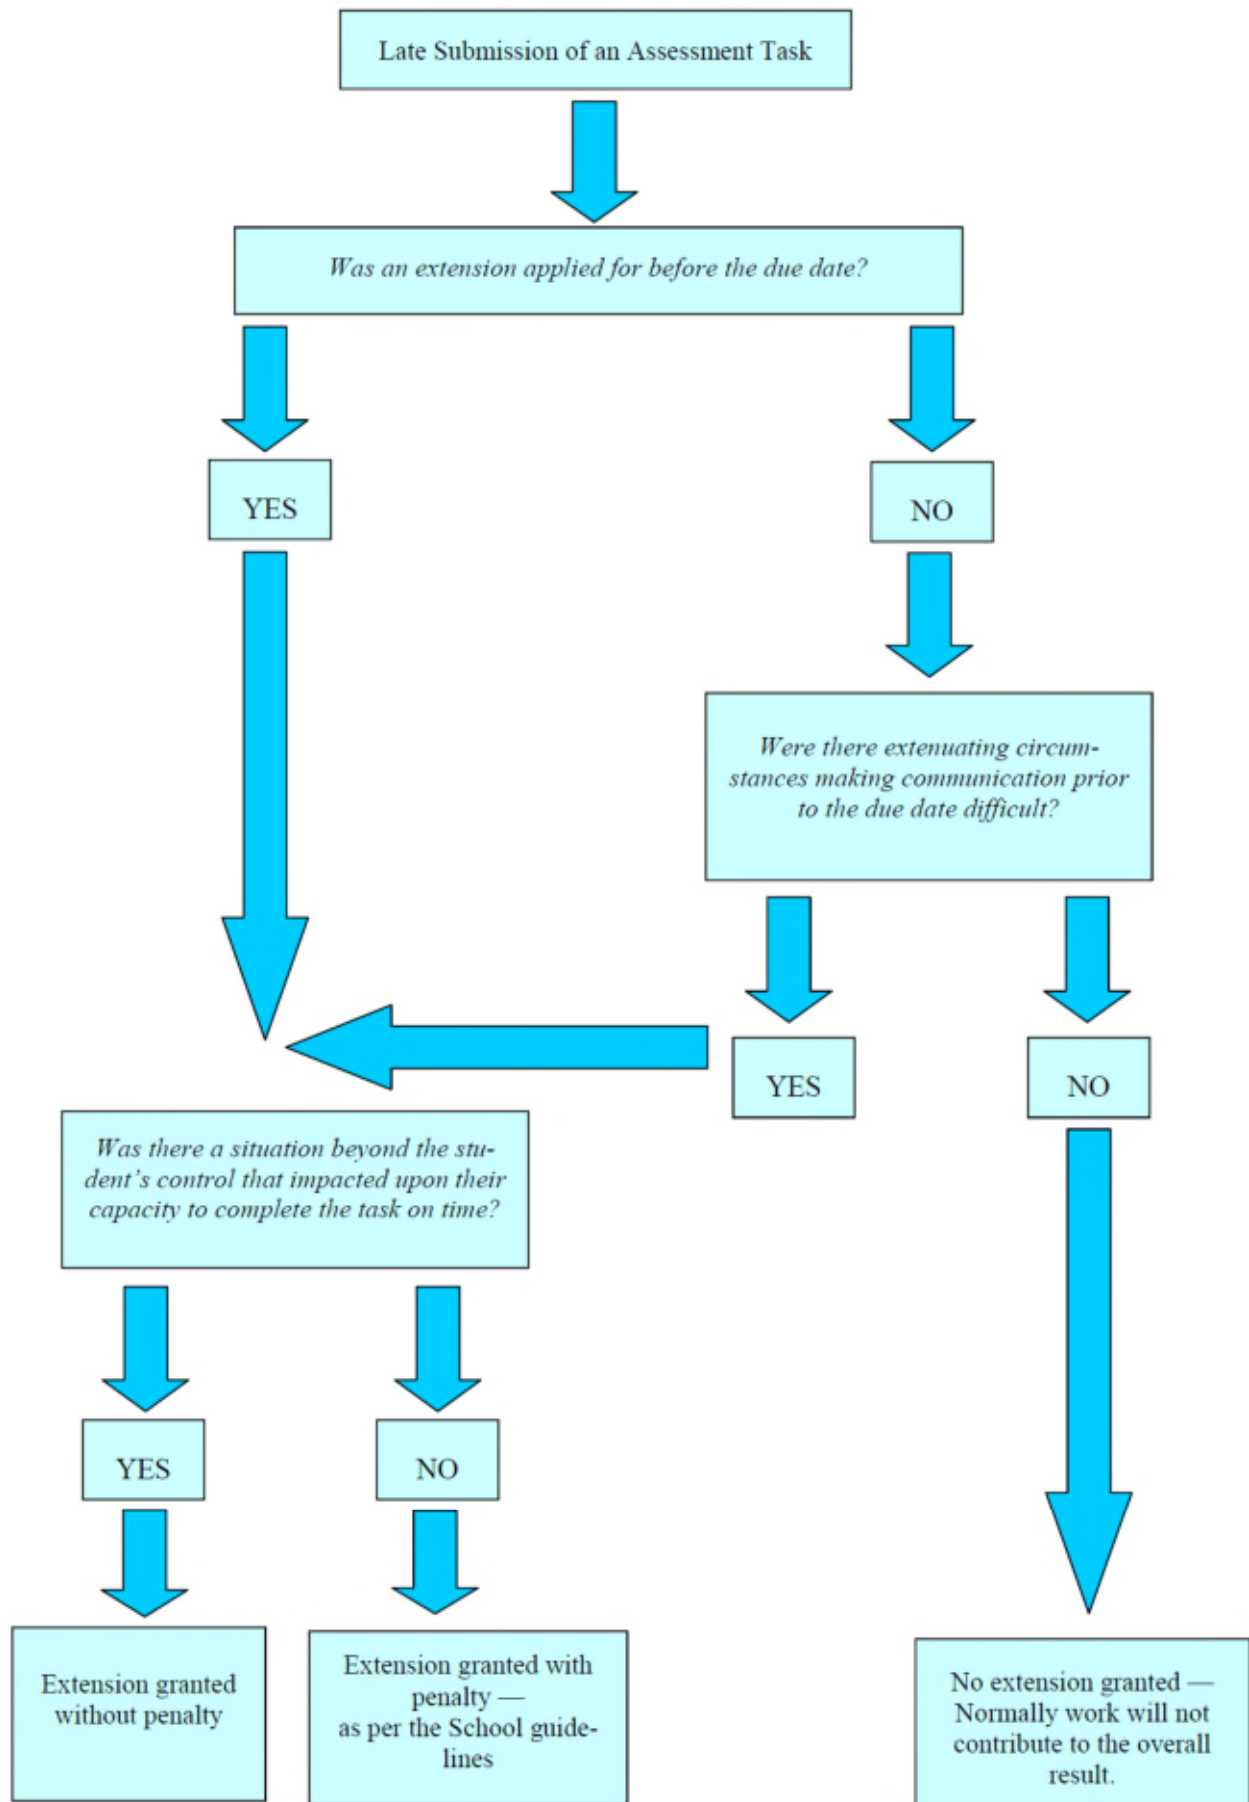 Late Submission of an Assessment Task
Was an extension applied for before the due date?
YES
NO
Were there extenuating circum-
stances making communication prior
to the due date difficult?
YES
NO
Was there a situation beyond the stu-
dent's control that impacted upon their
capacity to complete the task on time?
YES
NO
Extension granted
without penalty
Extension granted with
penalty —
as per the School guide-
lines
No extension granted —
Normally work will not
contribute to the overall
result.